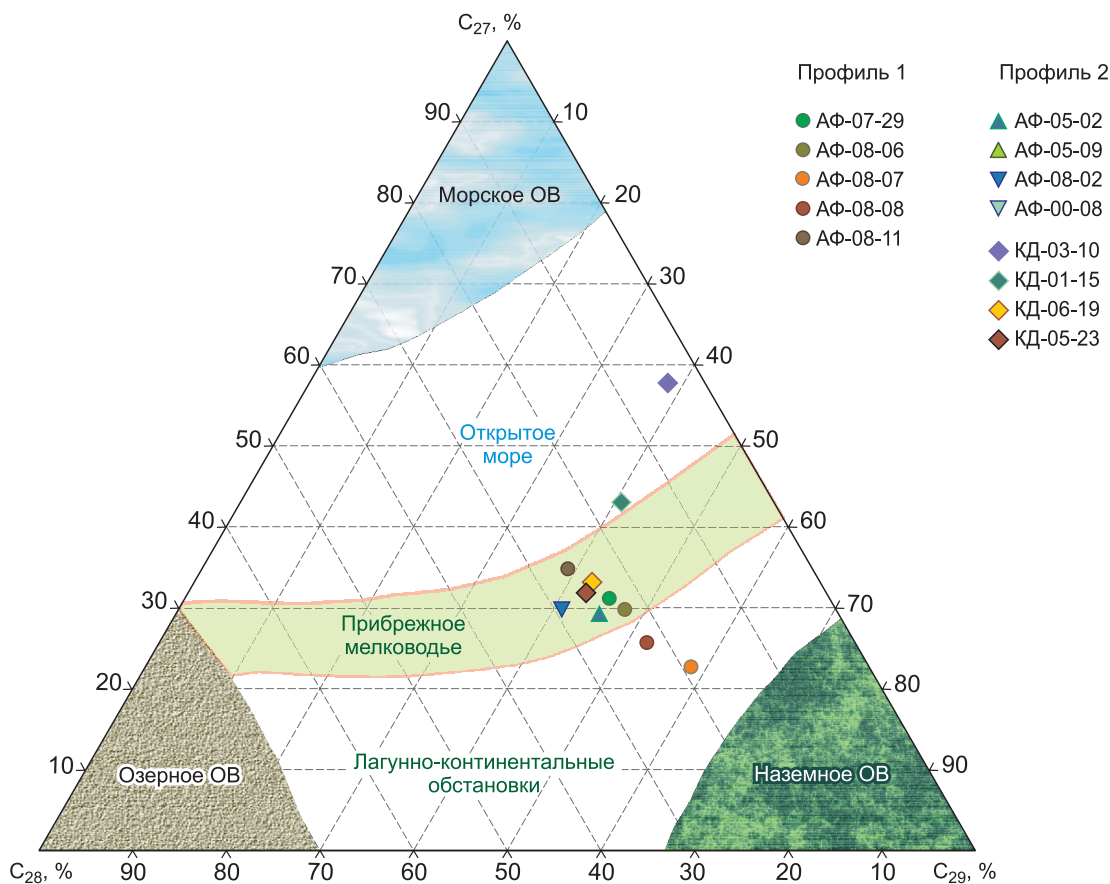 C27, %
Профиль 1
АФ-07-29
АФ-08-06
АФ-08-07
АФ-08-08
АФ-08-11
Профиль 2
АФ-05-02
АФ-05-09
АФ-08-02
АФ-00-08
КД-03-10
КД-01-15
КД-06-19
КД-05-23
90
10
80
Морское ОВ
20
70
30
60
40
50
Открытое
море
50
40
60
30
Прибрежное
мелководье
70
20
80
10
Озерное ОВ
Лагунно-континентальные
обстановки
Наземное ОВ
90
C28, %
90
80
70
60
50
40
30
20
10
C29, %